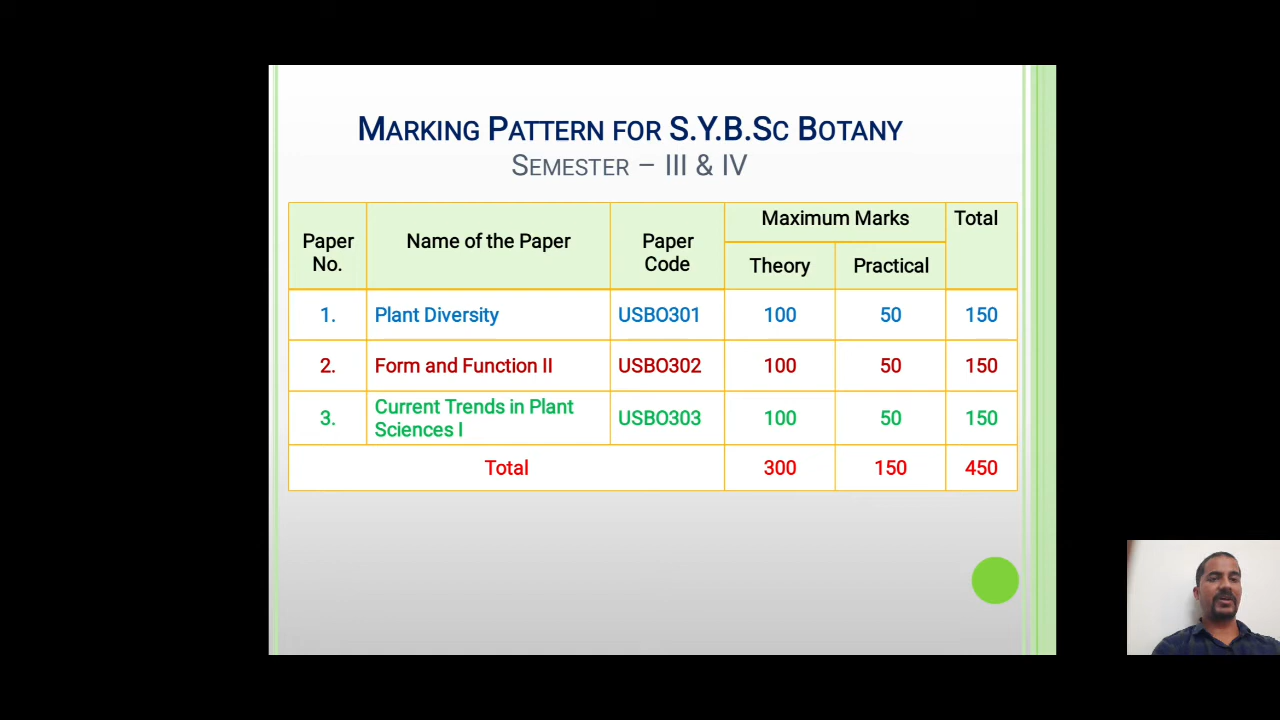 MARKING PATTERN FOR S.Y.B.SC BOTANY
SEMESTER – III & IV
Paper No. Name of the Paper Paper Code Maximum Marks Total
Theory Practical
1. Plant Diversity USBO301 100 50 150
2. Form and Function II USBO302 100 50 150
3. Current Trends in Plant Sciences I USBO303 100 50 150
Total 300 150 450